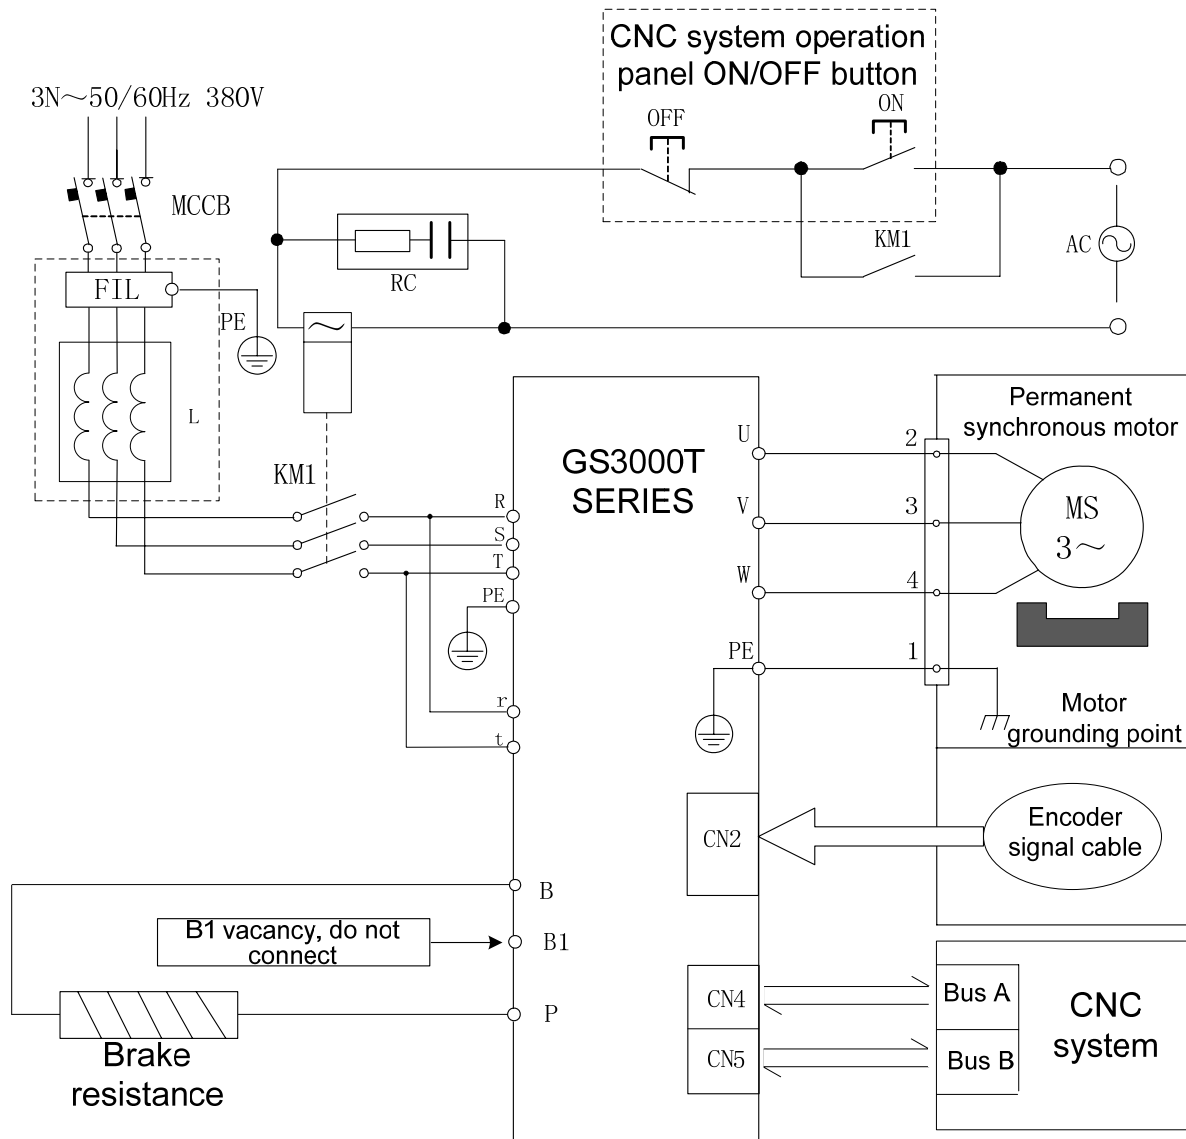 CNC system operation
panel ON/OFF button
3N～50/60Hz 380V
OFF
ON
MCCB
KM1
AC
RC
FIL
PE
L
KM1
GS3000T
SERIES
R
S
T
PE
r
t
U
V
W
PE
2
3
4
1
Permanent
synchronous motor
MS
3～
Motor
grounding point
CN2
Encoder
signal cable
B
B1 vacancy, do not
connect
B1
P
Brake
resistance
CN4
CN5
Bus A
Bus B
CNC
system